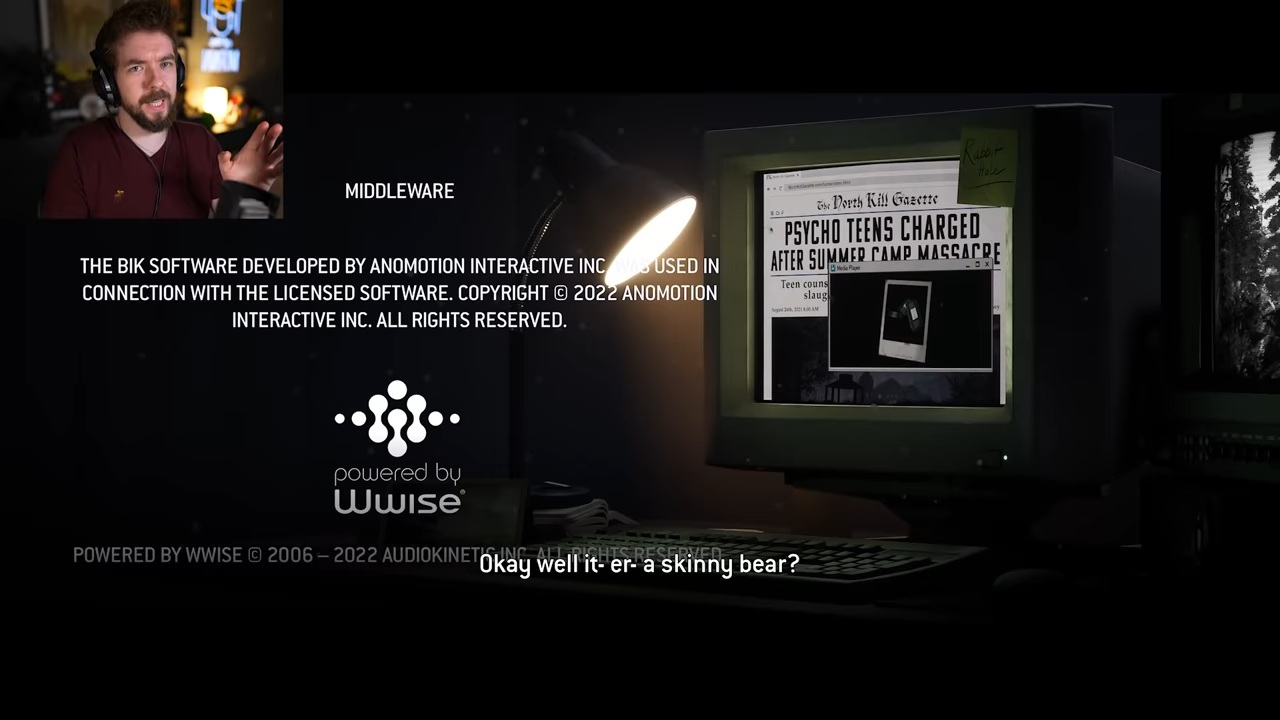 MIDDLEWARE
THE BIK SOFTWARE DEVELOPED BY ANOMOTION INTERACTIVE INC. WAS USED IN
CONNECTION WITH THE LICENSED SOFTWARE. COPYRIGHT © 2022 ANOMOTION
INTERACTIVE INC. ALL RIGHTS RESERVED.
powered by
Wwise®
POWERED BY WWISE © 2006 – 2022 AUDIOKINETIC INC. ALL RIGHTS RESERVED.
Okay well it- er- a skinny bear?
Rabbit
Hole
The North Kill Gazette
PSYCHO TEENS CHARGED
AFTER SUMMER CAMP MASSACRE
Teen couns
slaug
Media Player